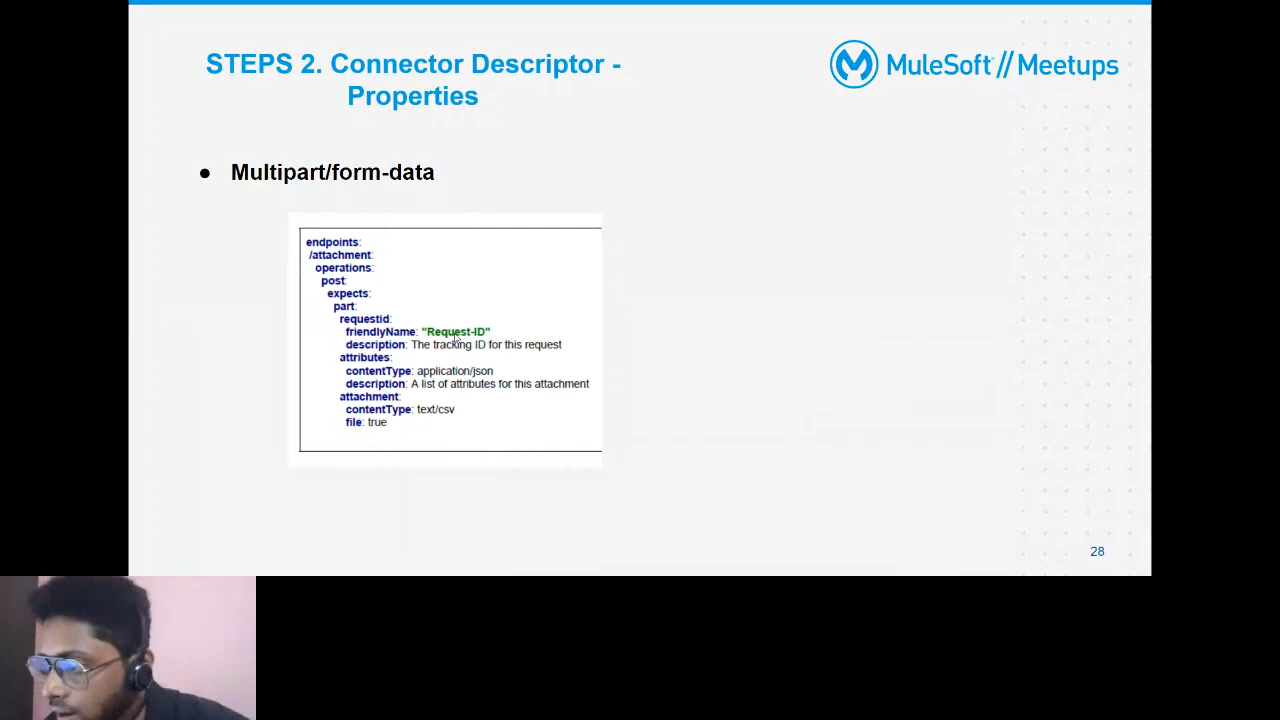 STEPS 2. Connector Descriptor -
Properties
MuleSoft // Meetups
● Multipart/form-data
endpoints:
/attachment:
operations:
post:
expects:
part:
requestid:
friendlyName: "Request-ID"
description: The tracking ID for this request
attributes:
contentType: application/json
description: A list of attributes for this attachment
attachment:
contentType: text/csv
file: true
28